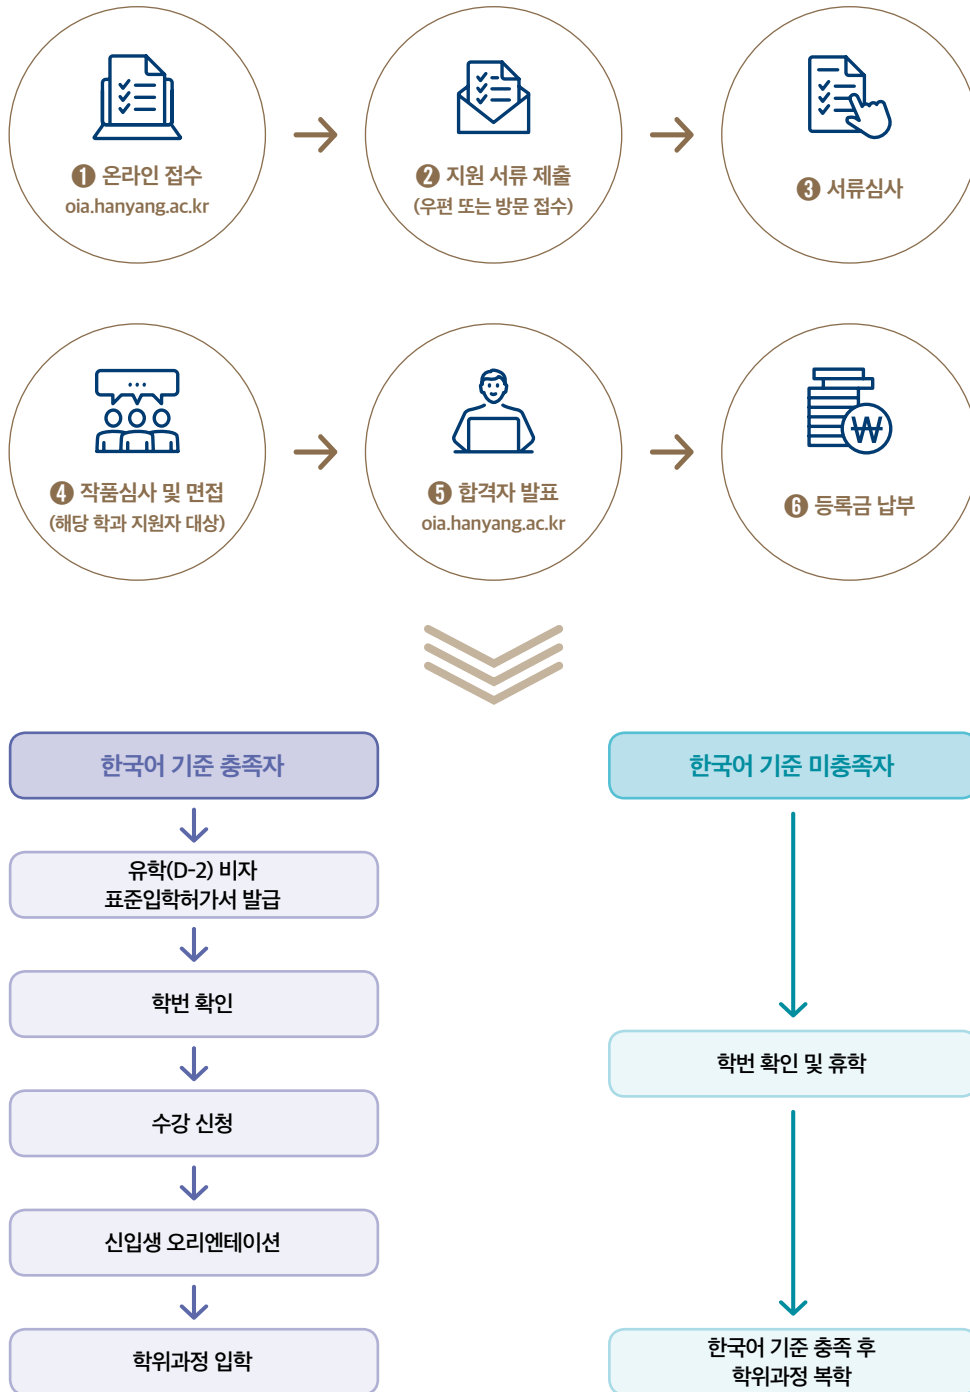 ❶ 온라인 접수
oia.hanyang.ac.kr
❷ 지원 서류 제출
(우편 또는 방문 접수)
❸ 서류심사
...
❹ 작품심사 및 면접
(해당 학과 지원자 대상)
❺ 합격자 발표
oia.hanyang.ac.kr
₩
❻ 등록금 납부
한국어 기준 충족자
유학(D-2) 비자
표준입학허가서 발급
학번 확인
수강 신청
신입생 오리엔테이션
학위과정 입학
한국어 기준 미충족자
학번 확인 및 휴학
한국어 기준 충족 후
학위과정 복학